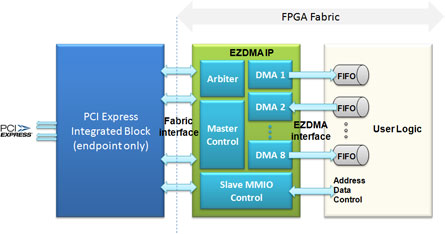 FPGA Fabric
EZDMA IP
PCI
EXPRESS
PCI Express
Integrated Block
(endpoint only)
Fabric
interface
Arbiter
Master
Control
DMA 1
DMA 2
DMA 8
Slave MMIO
Control
EZDMA
interface
FIFO
FIFO
FIFO
User Logic
Address
Data
Control